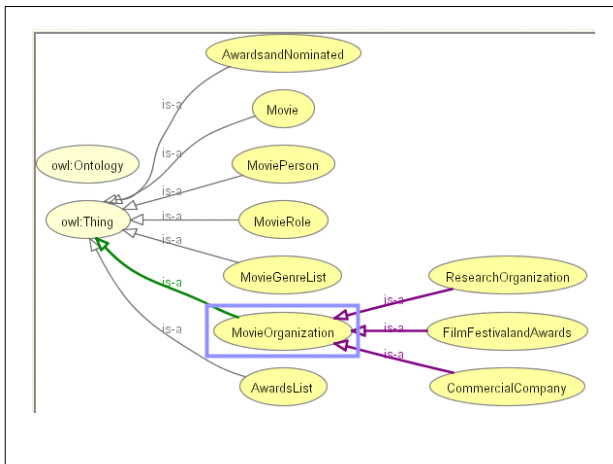 AwardsandNominated
is-a
Movie
is-a
owl:Ontology
MoviePerson
is-a
owl:Thing
is-a
MovieRole
is-a
MovieGenreList
is-a
ResearchOrganization
is-a
MovieOrganization
is-a
FilmFestivalandAwards
is-a
is-a
AwardsList
CommercialCompany